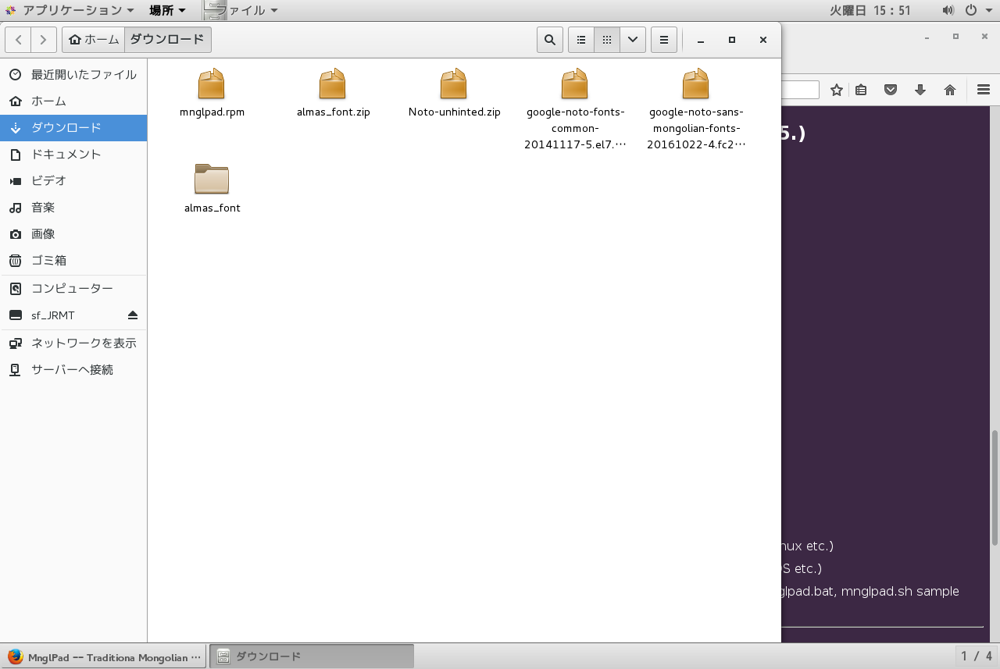 アプリケーション 場所 ファイル 火曜日 15：51
ホーム ダウンロード
最近開いたファイル
ホーム
ダウンロード
ドキュメント
ビデオ
音楽
画像
ゴミ箱
コンピューター
sf_JRMT
ネットワークを表示
サーバーへ接続
mnglpad.rpm
almas_font.zip
Noto-unhinted.zip
google-noto-fonts-
common-
20141117-5.el7.…
google-noto-sans-
mongolian-fonts-
20161022-4.fc2…
almas_font
5.)
nux etc.)
S etc.)
glpad.bat, mnglpad.sh sample
MnglPad -- Traditiona Mongolian …
ダウンロード
1 / 4